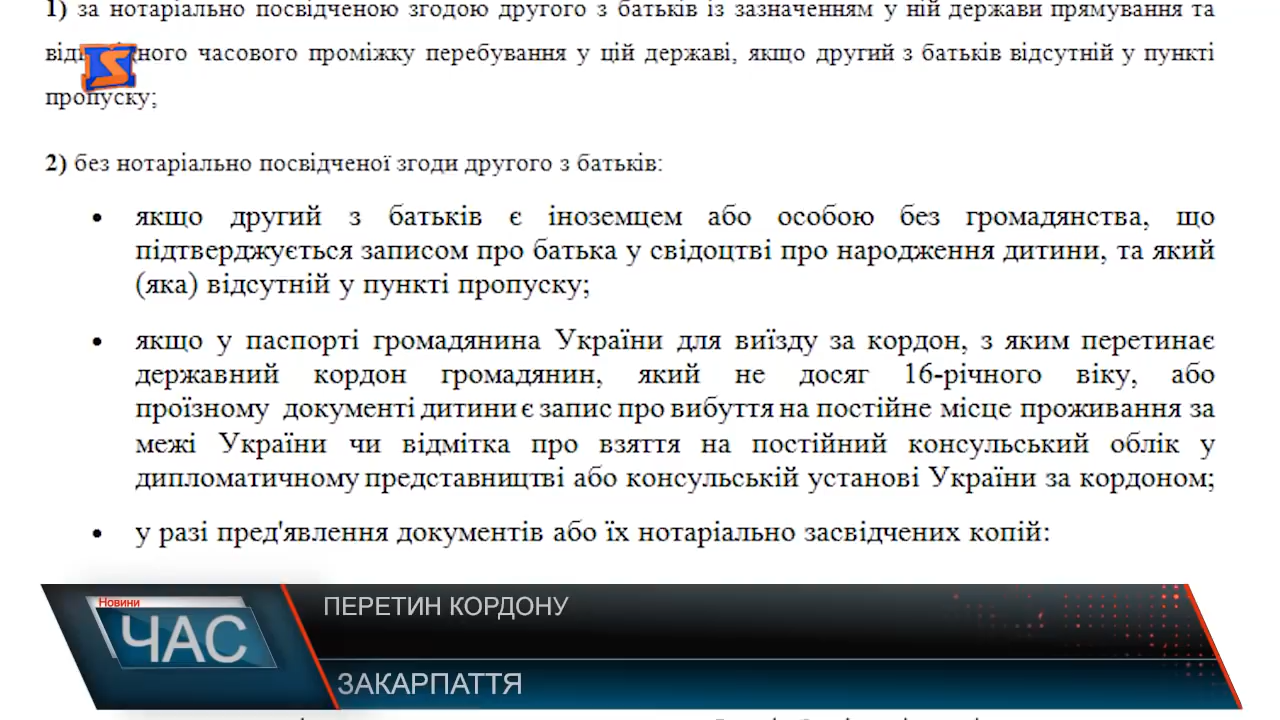 1) за нотаріально посвідченою згодою другого з батьків із зазначенням у ній держави прямування та
часового проміжку перебування у цій державі, якщо другий з батьків відсутній у пункті
пропуску;
2) без нотаріально посвідченої згоди другого з батьків:
• якщо другий з батьків є іноземцем або особою без громадянства, що
підтверджується записом про батька у свідоцтві про народження дитини, та який
(яка) відсутній у пункті пропуску;
• якщо у паспорті громадянина України для виїзду за кордон, з яким перетинає
державний кордон громадянин, який не досяг 16-річного віку, або
проїзному документі дитини є запис про вибуття на постійне місце проживання за
межі України чи відмітка про взяття на постійний консульський облік у
дипломатичному представництві або консульській установі України за кордоном;
• у разі пред'явлення документів або їх нотаріально засвідчених копій:
Новини
ЧАС
ПЕРЕТИН КОРДОНУ
ЗАКАРПАТТЯ